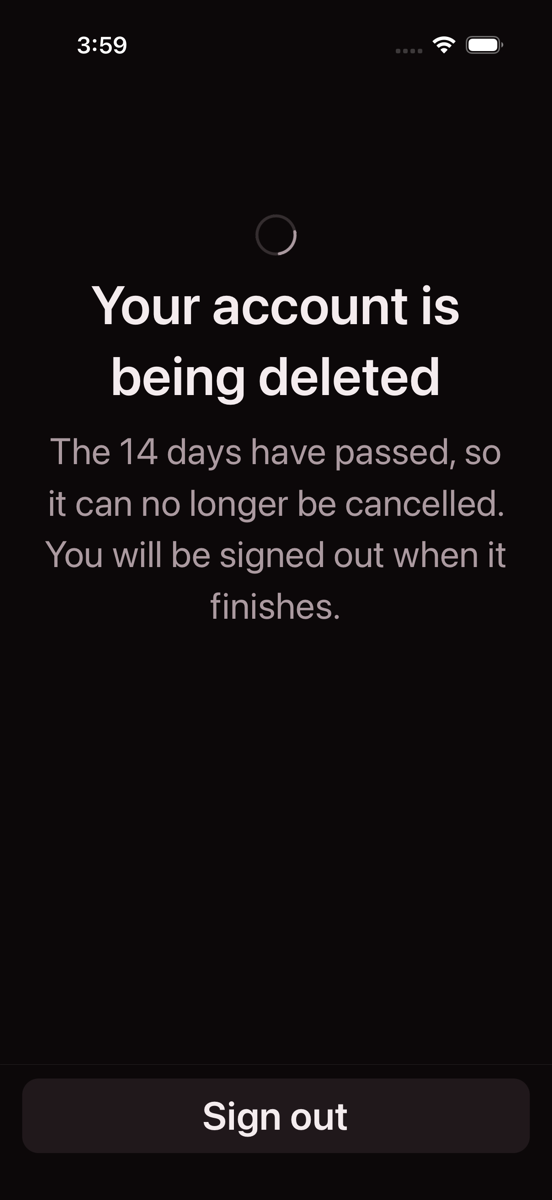 3:59
Your account is
being deleted
The 14 days have passed, so
it can no longer be cancelled.
You will be signed out when it
finishes.
Sign out